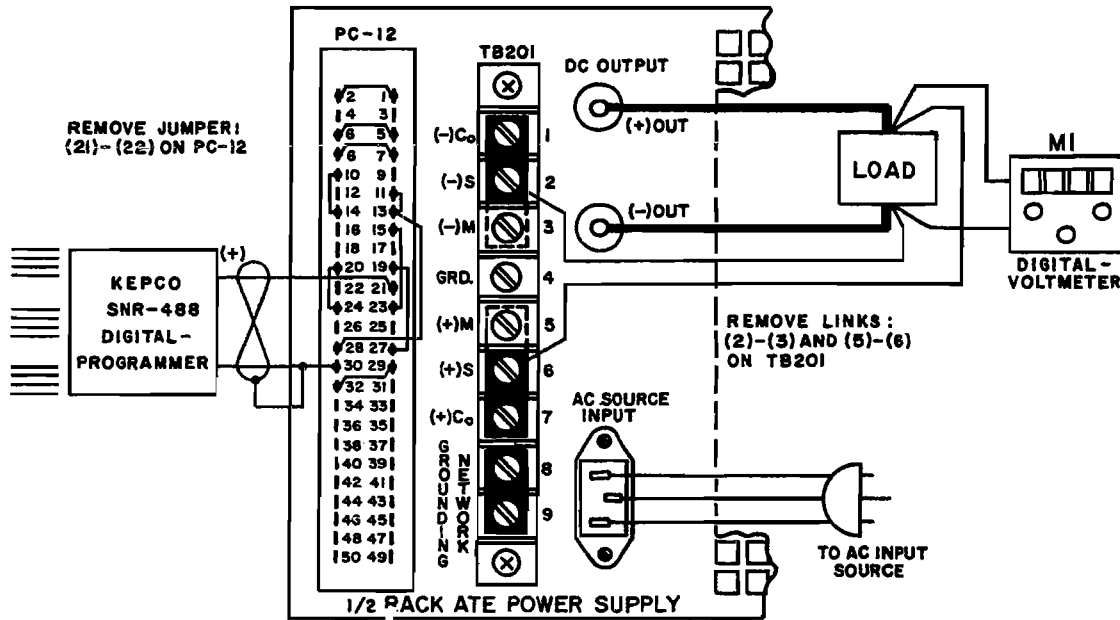 PC-12
TB201
DC OUTPUT
(+)OUT
(-)OUT
LOAD
M1
DIGITAL-
VOLTMETER
REMOVE JUMPER:
(21)-(22) ON PC-12
2 1
4 3
6 5
6 7
10 9
12 11
14 13
16 15
18 17
20 19
22 21
24 23
26 25
28 27
30 29
32 31
34 33
36 35
38 37
40 39
42 41
44 43
46 45
48 47
50 49
(-)Co 1
(-)S 2
(-)M 3
GRD. 4
(+)M 5
(+)S 6
(+)Co 7
8
9
GROUNDING
NETWORK
(+)
KEPCO
SNR-488
DIGITAL-
PROGRAMMER
REMOVE LINKS:
(2)-(3) AND (5)-(6)
ON TB201
AC SOURCE
INPUT
TO AC INPUT
SOURCE
1/2 RACK ATE POWER SUPPLY